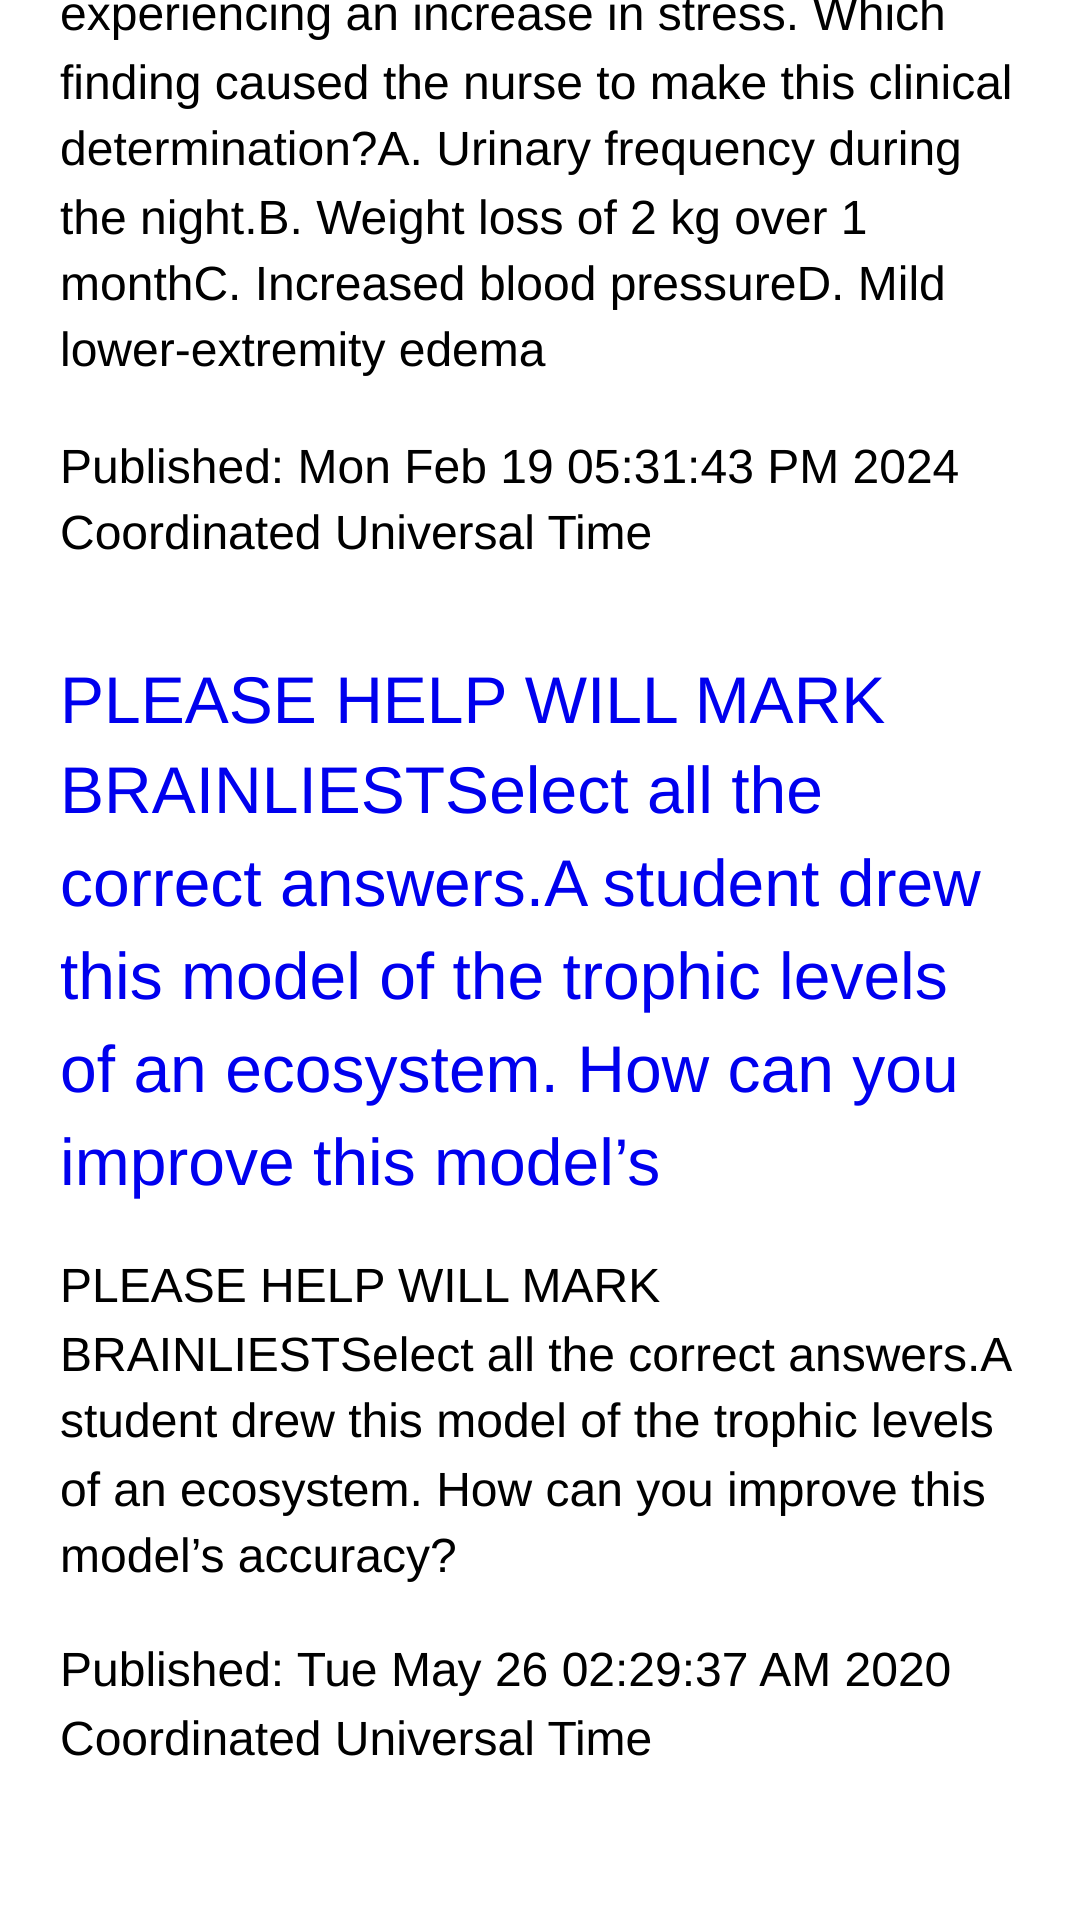 experiencing an increase in stress. Which
finding caused the nurse to make this clinical
determination?A. Urinary frequency during
the night.B. Weight loss of 2 kg over 1
monthC. Increased blood pressureD. Mild
lower-extremity edema
Published: Mon Feb 19 05:31:43 PM 2024
Coordinated Universal Time
PLEASE HELP WILL MARK
BRAINLIESTSelect all the
correct answers.A student drew
this model of the trophic levels
of an ecosystem. How can you
improve this model’s
PLEASE HELP WILL MARK
BRAINLIESTSelect all the correct answers.A
student drew this model of the trophic levels
of an ecosystem. How can you improve this
model’s accuracy?
Published: Tue May 26 02:29:37 AM 2020
Coordinated Universal Time